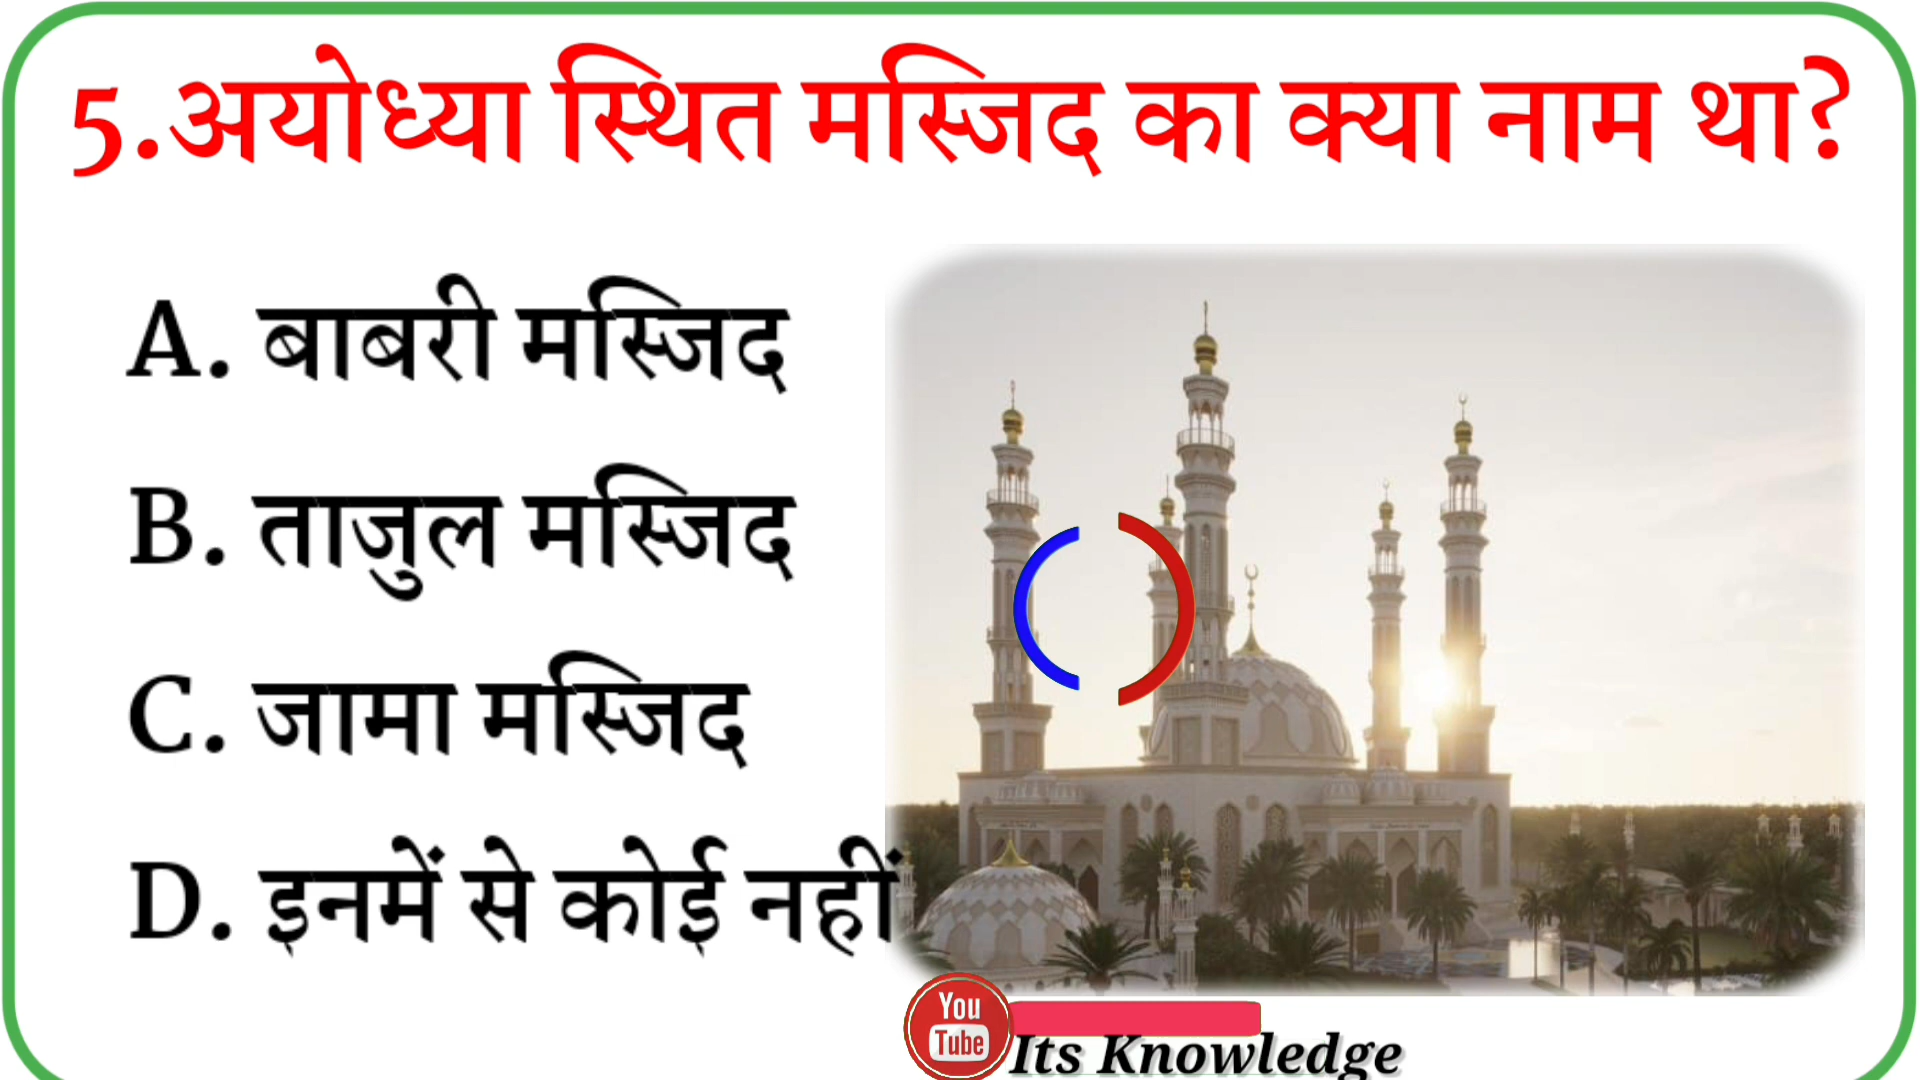 5.अयोध्या स्थित मस्जिद का क्या नाम था?
A. बाबरी मस्जिद
B. ताजुल मस्जिद
C. जामा मस्जिद
D. इनमें से कोई नहीं
You
Tube
Its Knowledge